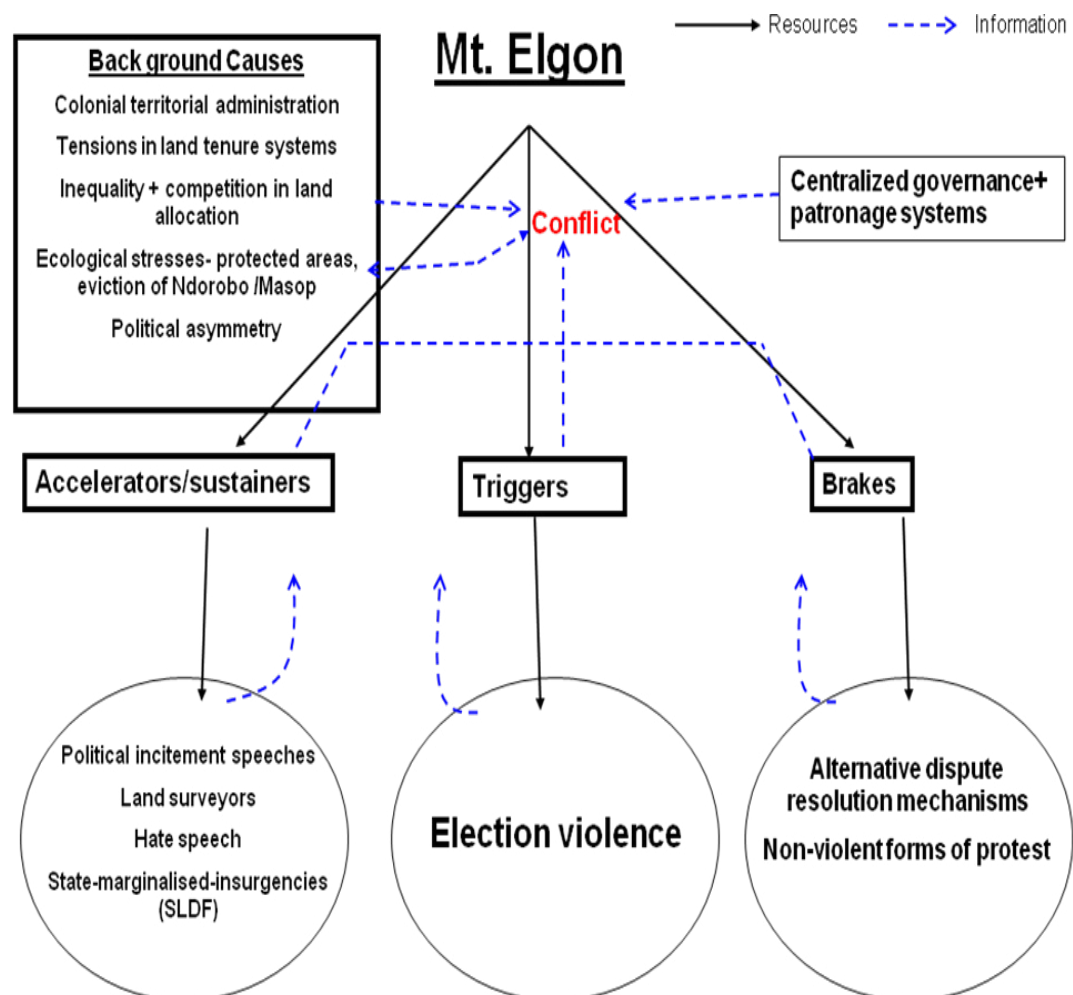 Resources
Information
Mt. Elgon
Back ground Causes
Colonial territorial administration
Tensions in land tenure systems
Inequality + competition in land
allocation
Ecological stresses- protected areas,
eviction of Ndorobo /Masop
Political asymmetry
Conflict
Centralized governance+
patronage systems
Accelerators/sustainers
Triggers
Brakes
Political incitement speeches
Land surveyors
Hate speech
State-marginalised-insurgencies
(SLDF)
Election violence
Alternative dispute
resolution mechanisms
Non-violent forms of protest